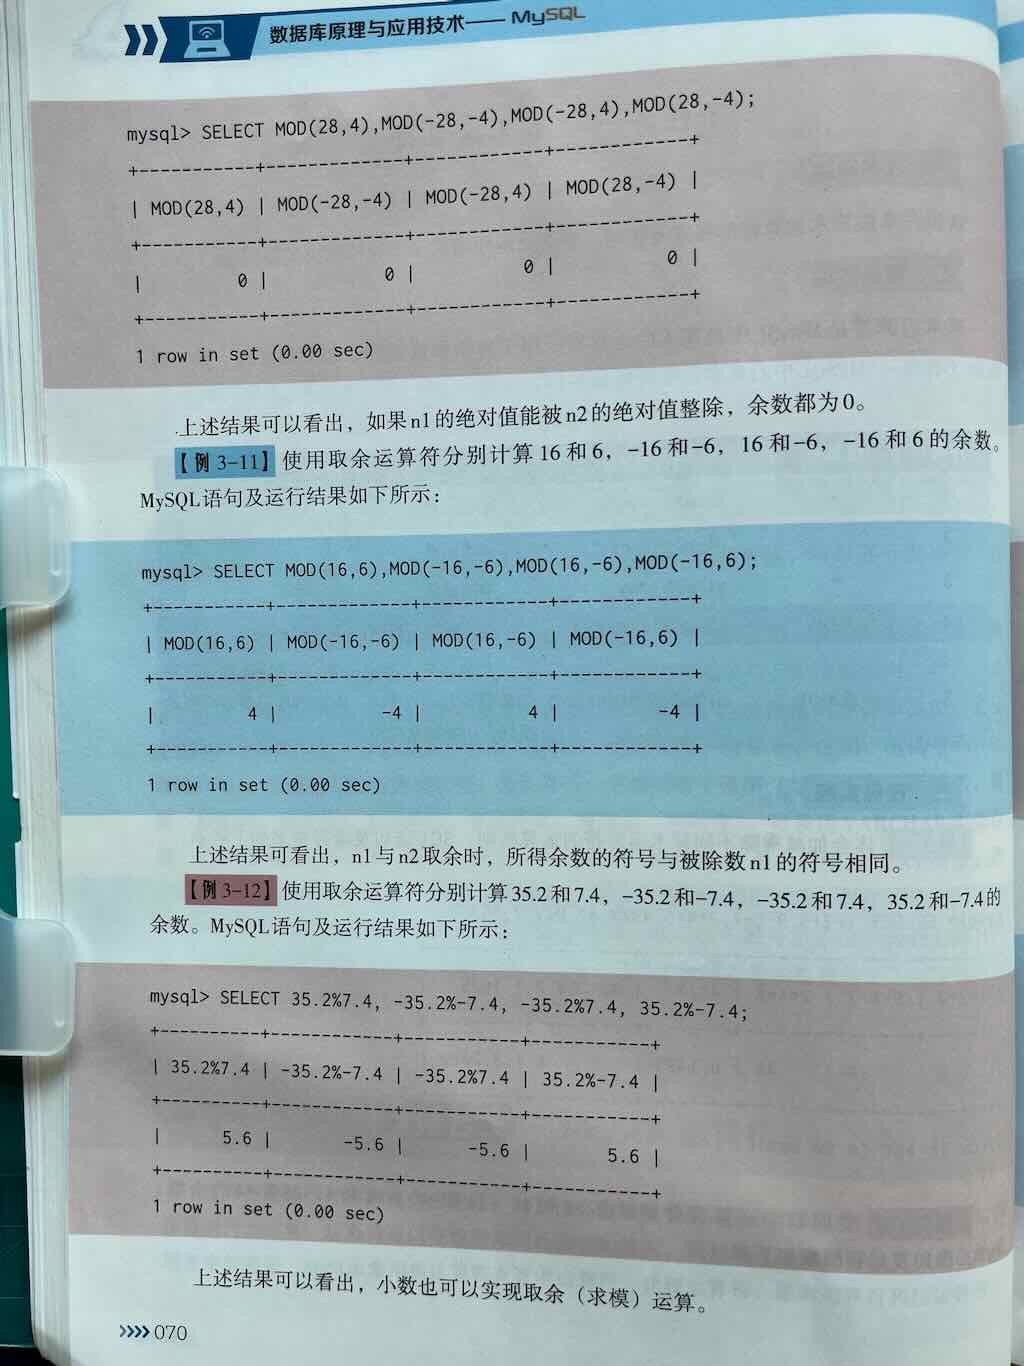 数据库原理与应用技术—— MySQL
mysql> SELECT MOD(28,4),MOD(-28,-4),MOD(-28,4),MOD(28,-4);
+-----------+-------------+------------+------------+
| MOD(28,4) | MOD(-28,-4) | MOD(-28,4) | MOD(28,-4) |
+-----------+-------------+------------+------------+
| 0 | 0 | 0 | 0 |
+-----------+-------------+------------+------------+
1 row in set (0.00 sec)
上述结果可以看出，如果n1的绝对值能被n2的绝对值整除，余数都为0。
【例 3-11】 使用取余运算符分别计算 16 和 6，-16 和-6，16 和-6，-16 和 6 的余数。
MySQL语句及运行结果如下所示：
mysql> SELECT MOD(16,6),MOD(-16,-6),MOD(16,-6),MOD(-16,6);
+-----------+-------------+------------+------------+
| MOD(16,6) | MOD(-16,-6) | MOD(16,-6) | MOD(-16,6) |
+-----------+-------------+------------+------------+
| 4 | -4 | 4 | -4 |
+-----------+-------------+------------+------------+
1 row in set (0.00 sec)
上述结果可看出，n1与n2取余时，所得余数的符号与被除数n1的符号相同。
【例 3-12】 使用取余运算符分别计算35.2和7.4，-35.2和-7.4，-35.2和7.4，35.2和-7.4的
余数。MySQL语句及运行结果如下所示：
mysql> SELECT 35.2%7.4, -35.2%-7.4, -35.2%7.4, 35.2%-7.4;
+----------+------------+-----------+-----------+
| 35.2%7.4 | -35.2%-7.4 | -35.2%7.4 | 35.2%-7.4 |
+----------+------------+-----------+-----------+
| 5.6 | -5.6 | -5.6 | 5.6 |
+----------+------------+-----------+-----------+
1 row in set (0.00 sec)
上述结果可以看出，小数也可以实现取余（求模）运算。
070